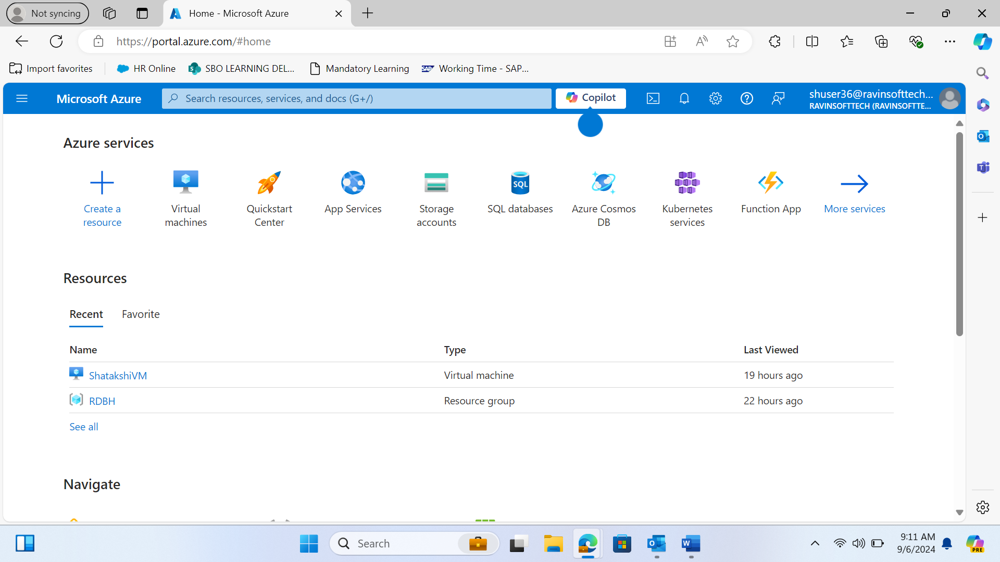 Not syncing
Home - Microsoft Azure
https://portal.azure.com/#home
Import favorites
HR Online
SBO LEARNING DEL...
Mandatory Learning
Working Time - SAP...
Microsoft Azure
Search resources, services, and docs (G+/)
Copilot
shuser36@ravinsofttech...
RAVINSOFTTECH (RAVINSOFTTE...
Azure services
Create a
resource
Virtual
machines
Quickstart
Center
App Services
Storage
accounts
SQL
SQL databases
Azure Cosmos
DB
Kubernetes
services
Function App
More services
Resources
Recent
Favorite
Name
Type
Last Viewed
ShatakshiVM
Virtual machine
19 hours ago
RDBH
Resource group
22 hours ago
See all
Navigate
Search
9:11 AM
9/6/2024
PRE